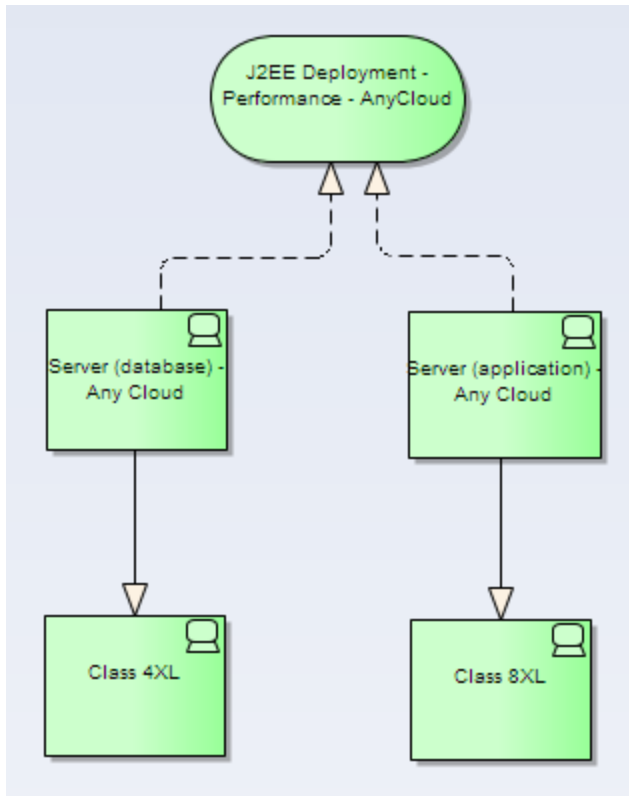 J2EE Deployment -
Performance - AnyCloud
Server (database) -
Any Cloud
Server (application) -
Any Cloud
Class 4XL
Class 8XL